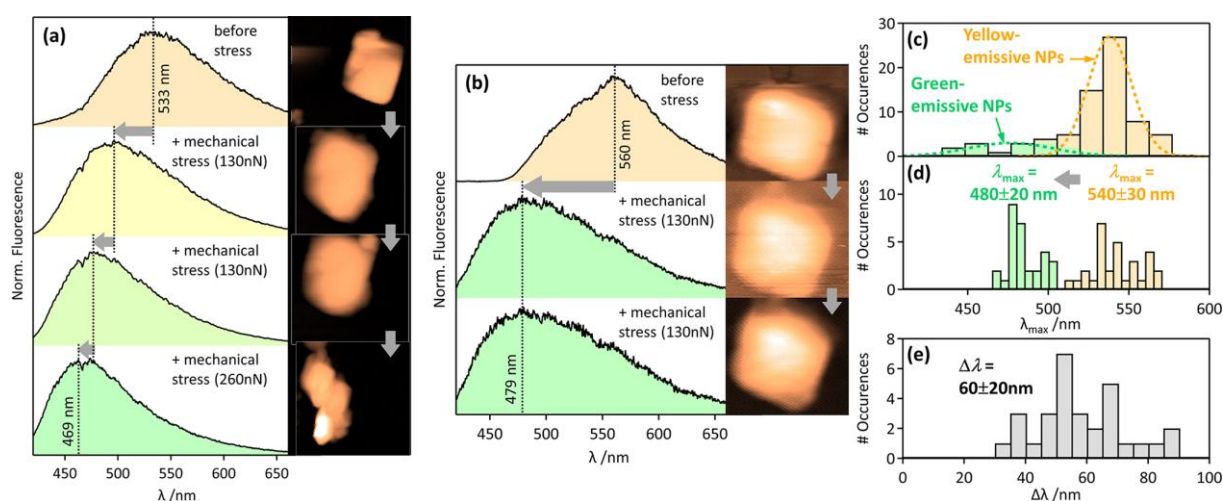 (a)
before
stress
533 nm
+ mechanical
stress (130nN)
+ mechanical
stress (130nN)
+ mechanical
stress (260nN)
469 nm
Norm. Fluorescence
450 500 550 600 650
λ /nm
(b)
before
stress
560 nm
+ mechanical
stress (130nN)
+ mechanical
stress (130nN)
479 nm
Norm. Fluorescence
450 500 550 600 650
λ /nm
(c)
Yellow-
emissive NPs
Green-
emissive NPs
# Occurences
30
20
10
0
(d)
λmax =
480±20 nm
λmax =
540±30 nm
# Occurences
10
5
0
450 500 550 600
λmax /nm
(e)
Δλ =
60±20nm
# Occurences
8
6
4
2
0
0 20 40 60 80 100
Δλ /nm